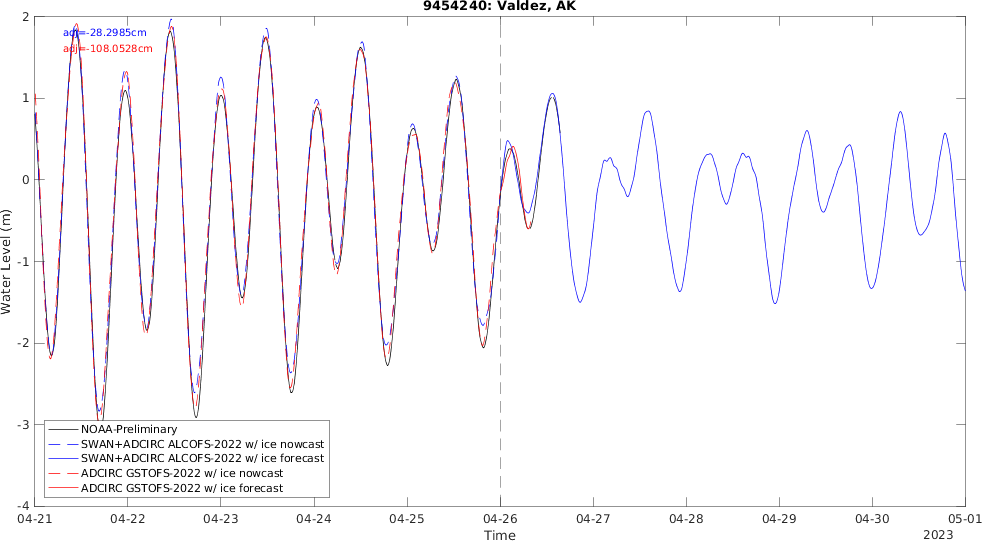 9454240: Valdez, AK
adj=-28.2985cm
adj=-108.0528cm
Water Level (m)
2
1
0
-1
-2
-3
-4
NOAA-Preliminary
SWAN+ADCIRC ALCOFS-2022 w/ ice nowcast
SWAN+ADCIRC ALCOFS-2022 w/ ice forecast
ADCIRC GSTOFS-2022 w/ ice nowcast
ADCIRC GSTOFS-2022 w/ ice forecast
04-21 04-22 04-23 04-24 04-25 04-26 04-27 04-28 04-29 04-30 05-01
Time
2023